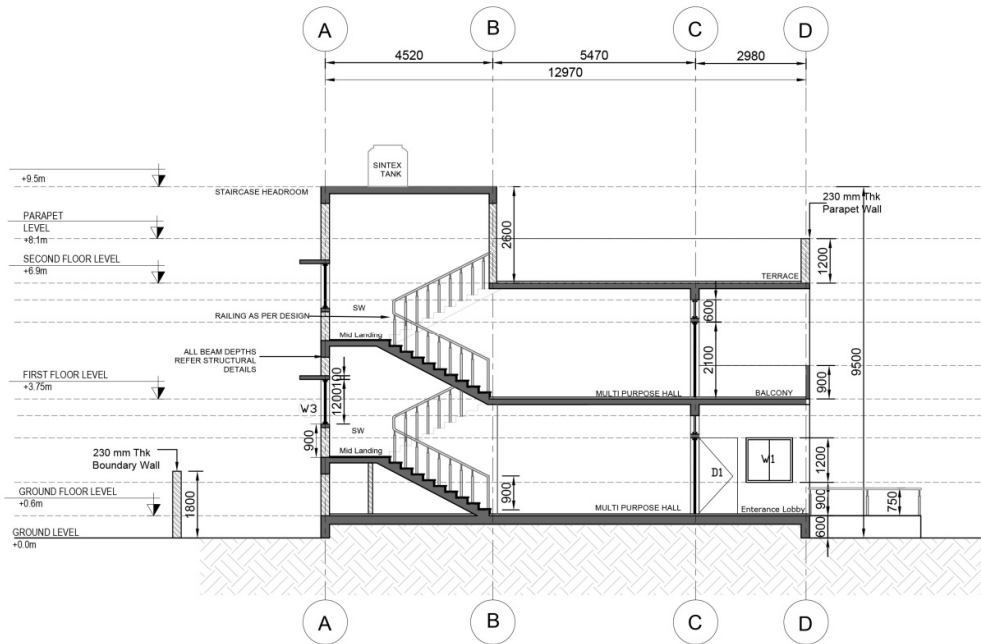 A
B
C
D
4520
5470
2980
12970
SINTEX
TANK
+9.5m
STAIRCASE HEADROOM
230 mm Thk
Parapet Wall
PARAPET
LEVEL
+8.1m
2600
1200
SECOND FLOOR LEVEL
+6.9m
TERRACE
SW
600
RAILING AS PER DESIGN
Mid Landing
9500
ALL BEAM DEPTHS
REFER STRUCTURAL
DETAILS
2100
FIRST FLOOR LEVEL
+3.75m
100
900
MULTI PURPOSE HALL
BALCONY
W3
1200
SW
900
Mid Landing
230 mm Thk
Boundary Wall
D1
W1
1200
1800
900
900
750
GROUND FLOOR LEVEL
+0.6m
MULTI PURPOSE HALL
Enterance Lobby
600
GROUND LEVEL
+0.0m
A
B
C
D